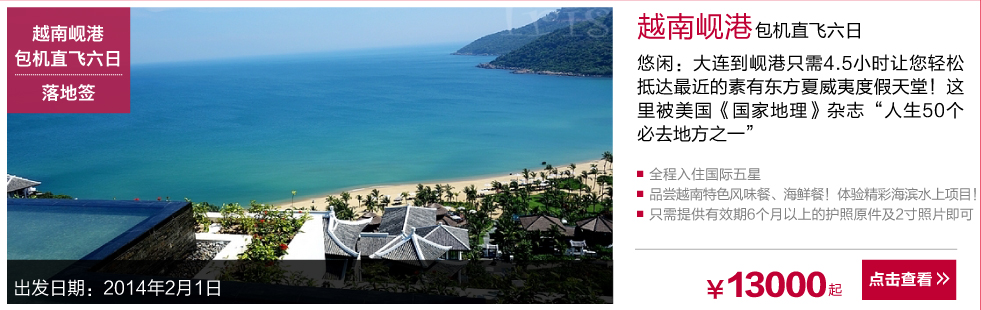 越南岘港
包机直飞六日
落地签
出发日期：2014年2月1日
越南岘港包机直飞六日
悠闲：大连到岘港只需4.5小时让您轻松
抵达最近的素有东方夏威夷度假天堂！这
里被美国《国家地理》杂志“人生50个
必去地方之一”
全程入住国际五星
品尝越南特色风味餐、海鲜餐！体验精彩海滨水上项目！
只需提供有效期6个月以上的护照原件及2寸照片即可
￥13000起
点击查看»